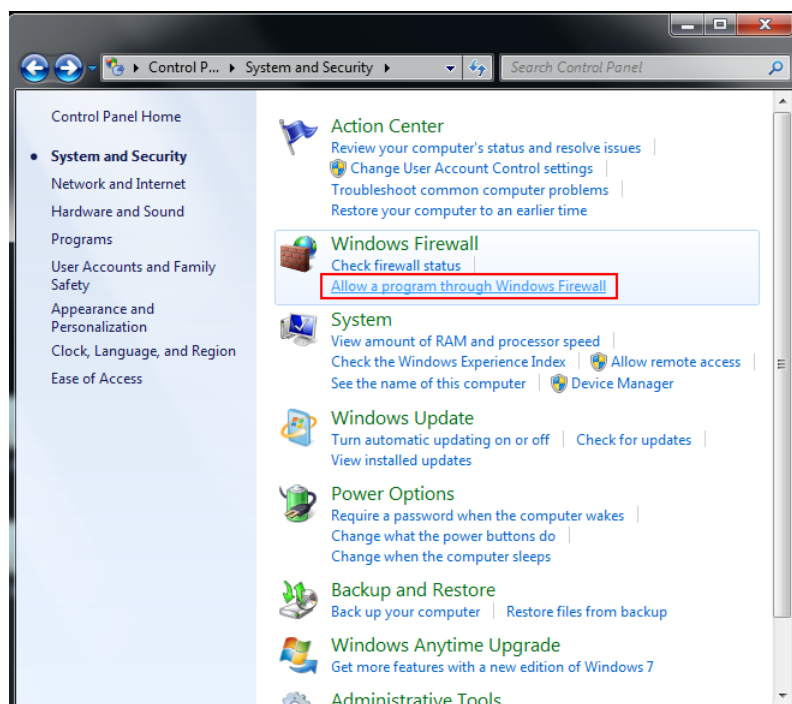 Control P... System and Security Search Control Panel
Control Panel Home
System and Security
Network and Internet
Hardware and Sound
Programs
User Accounts and Family
Safety
Appearance and
Personalization
Clock, Language, and Region
Ease of Access
Action Center
Review your computer's status and resolve issues
Change User Account Control settings
Troubleshoot common computer problems
Restore your computer to an earlier time
Windows Firewall
Check firewall status
Allow a program through Windows Firewall
System
View amount of RAM and processor speed
Check the Windows Experience Index Allow remote access
See the name of this computer Device Manager
Windows Update
Turn automatic updating on or off Check for updates
View installed updates
Power Options
Require a password when the computer wakes
Change what the power buttons do
Change when the computer sleeps
Backup and Restore
Back up your computer Restore files from backup
Windows Anytime Upgrade
Get more features with a new edition of Windows 7
Administrative Tools